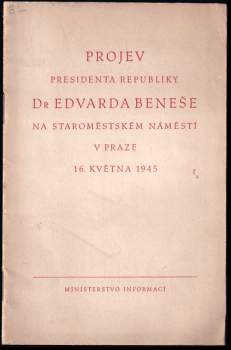 PROJEV
PRESIDENTA REPUBLIKY
DR EDVARDA BENEŠE
NA STAROMĚSTSKÉM NÁMĚSTÍ
V PRAZE
16. KVĚTNA 1945
MINISTERSTVO INFORMACÍ